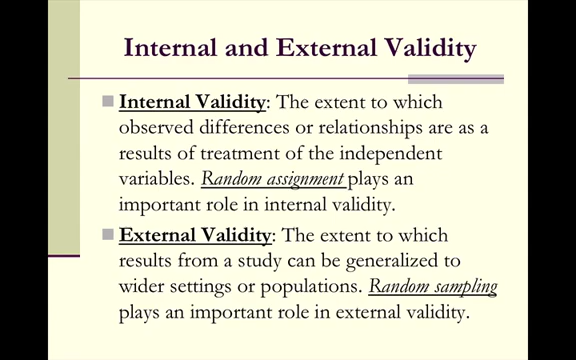 Internal and External Validity
Internal Validity: The extent to which
observed differences or relationships are as a
results of treatment of the independent
variables. Random assignment plays an
important role in internal validity.
External Validity: The extent to which
results from a study can be generalized to
wider settings or populations. Random sampling
plays an important role in external validity.